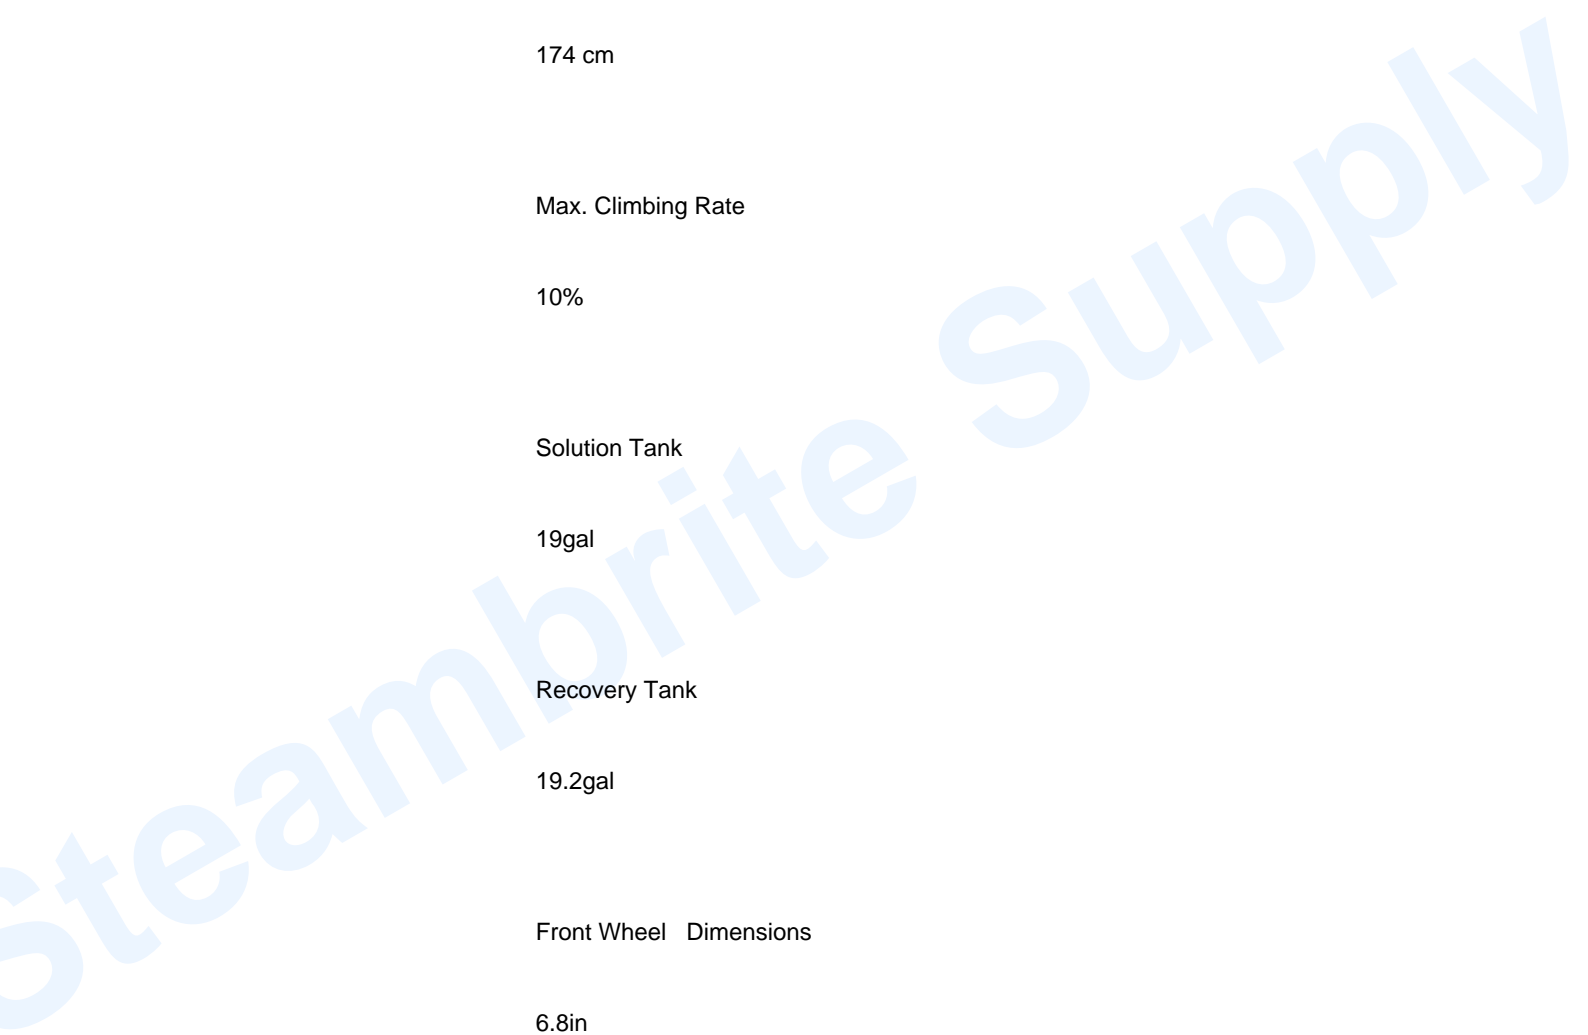 174 cm
Max. Climbing Rate
10%
Solution Tank
19gal
Recovery Tank
19.2gal
Front Wheel   Dimensions
6.8in
Steambrite Supply